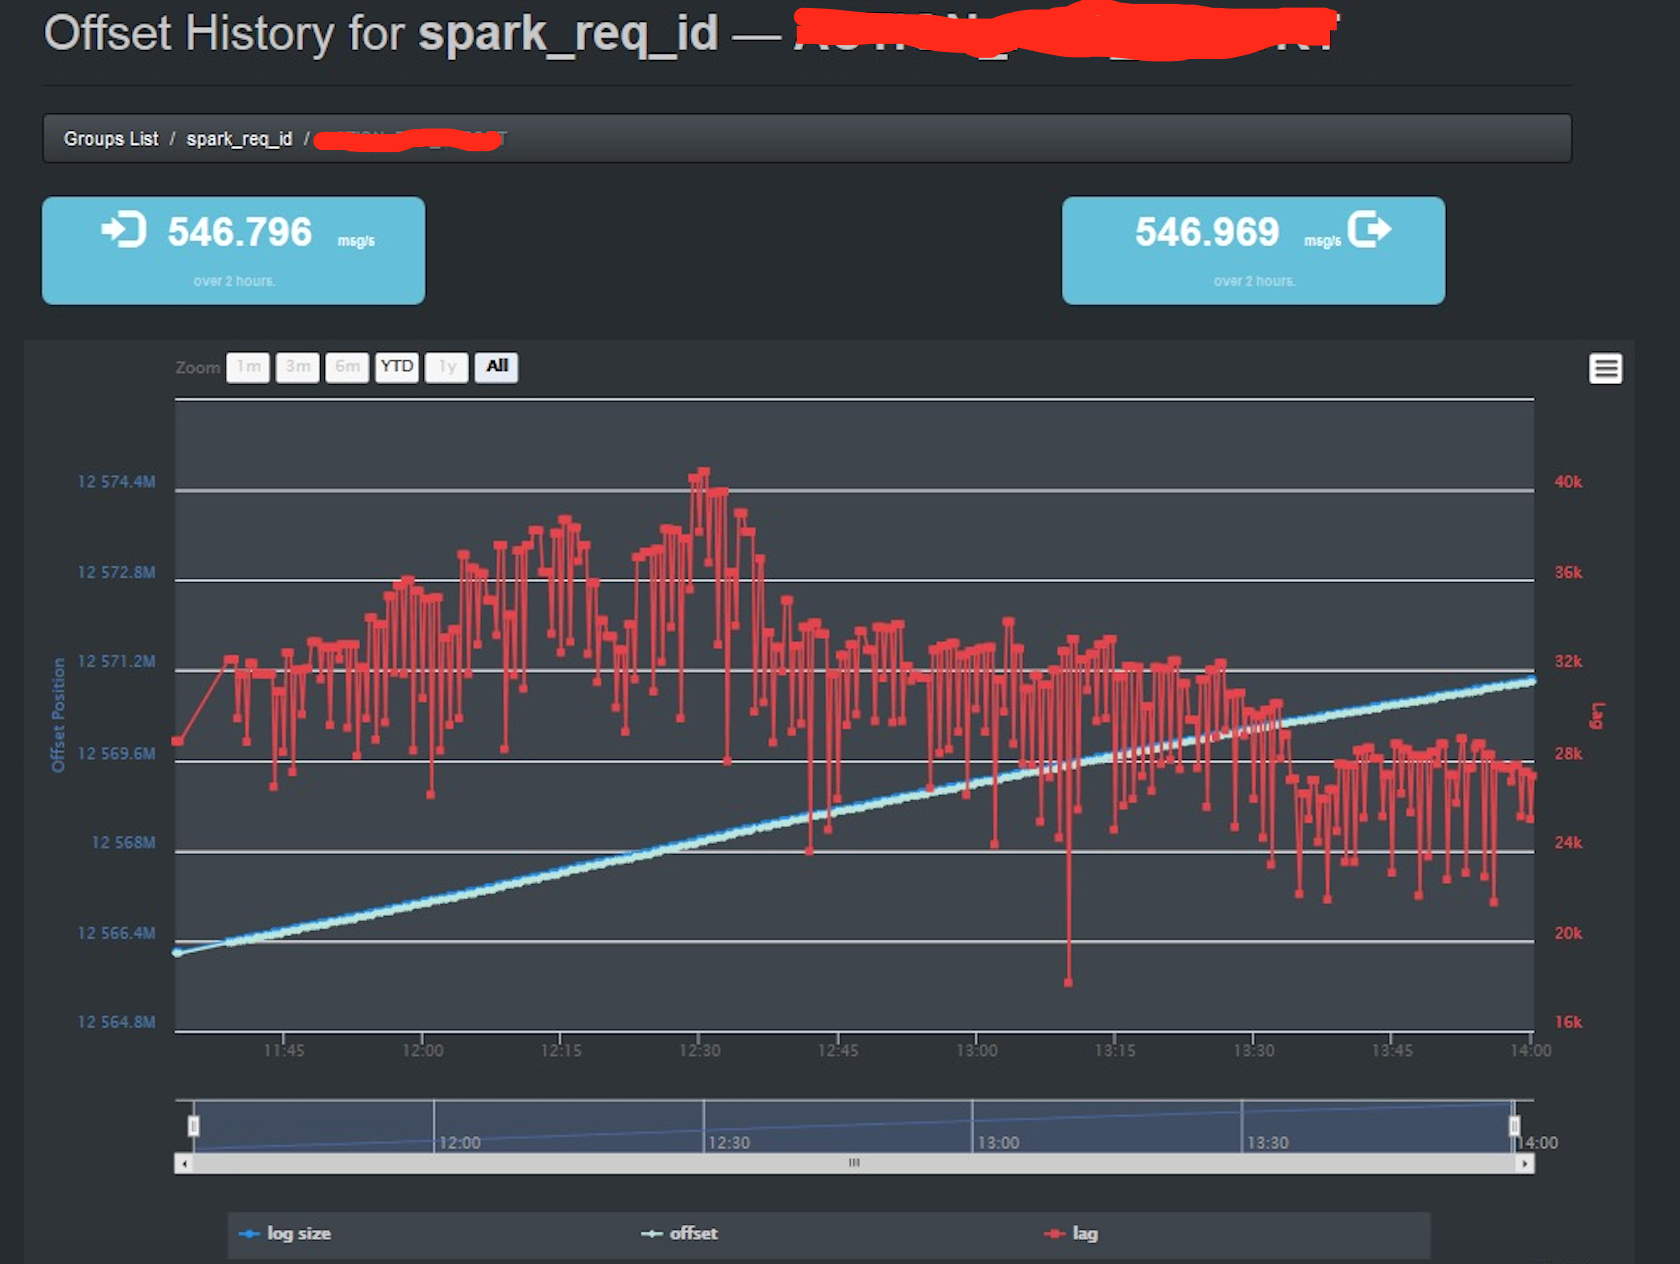 Offset History for spark_req_id —
Groups List / spark_req_id /
546.796 msg/s
over 2 hours.
546.969 msg/s
over 2 hours.
Zoom 1m 3m 6m YTD 1y All
Offset Position
12 574.4M
12 572.8M
12 571.2M
12 569.6M
12 568M
12 566.4M
12 564.8M
40k
36k
32k
28k
24k
20k
16k
Lag
11:45 12:00 12:15 12:30 12:45 13:00 13:15 13:30 13:45 14:00
12:00 12:30 13:00 13:30 14:00
log size offset lag